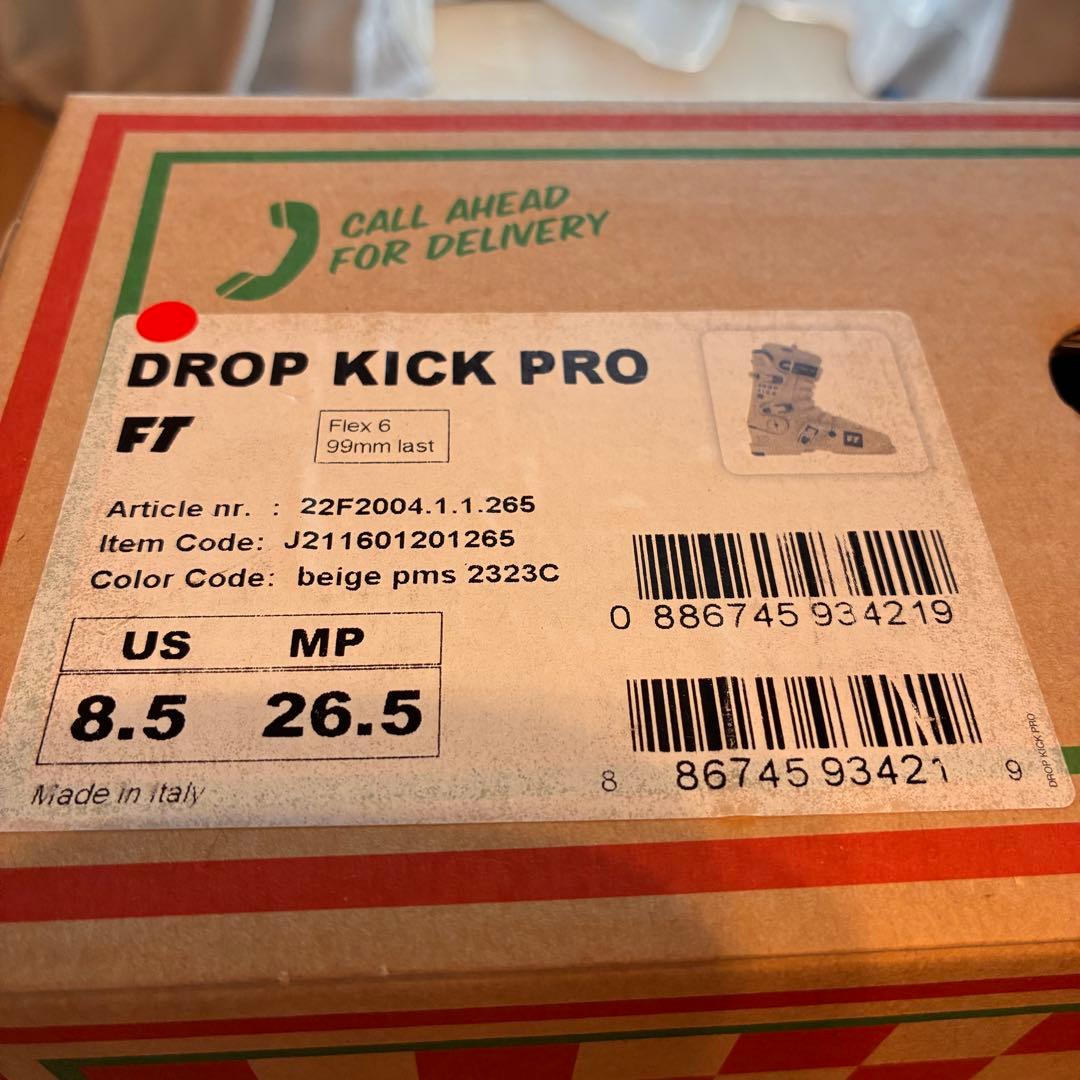 CALL AHEAD
FOR DELIVERY
DROP KICK PRO
FT
Flex 6
99mm last
Article nr. : 22F2004.1.1.265
Item Code: J211601201265
Color Code: beige pms 2323C
0 886745 934219
US MP
8.5 26.5
8 86745 93421 9
DROP KICK PRO
Made in Italy